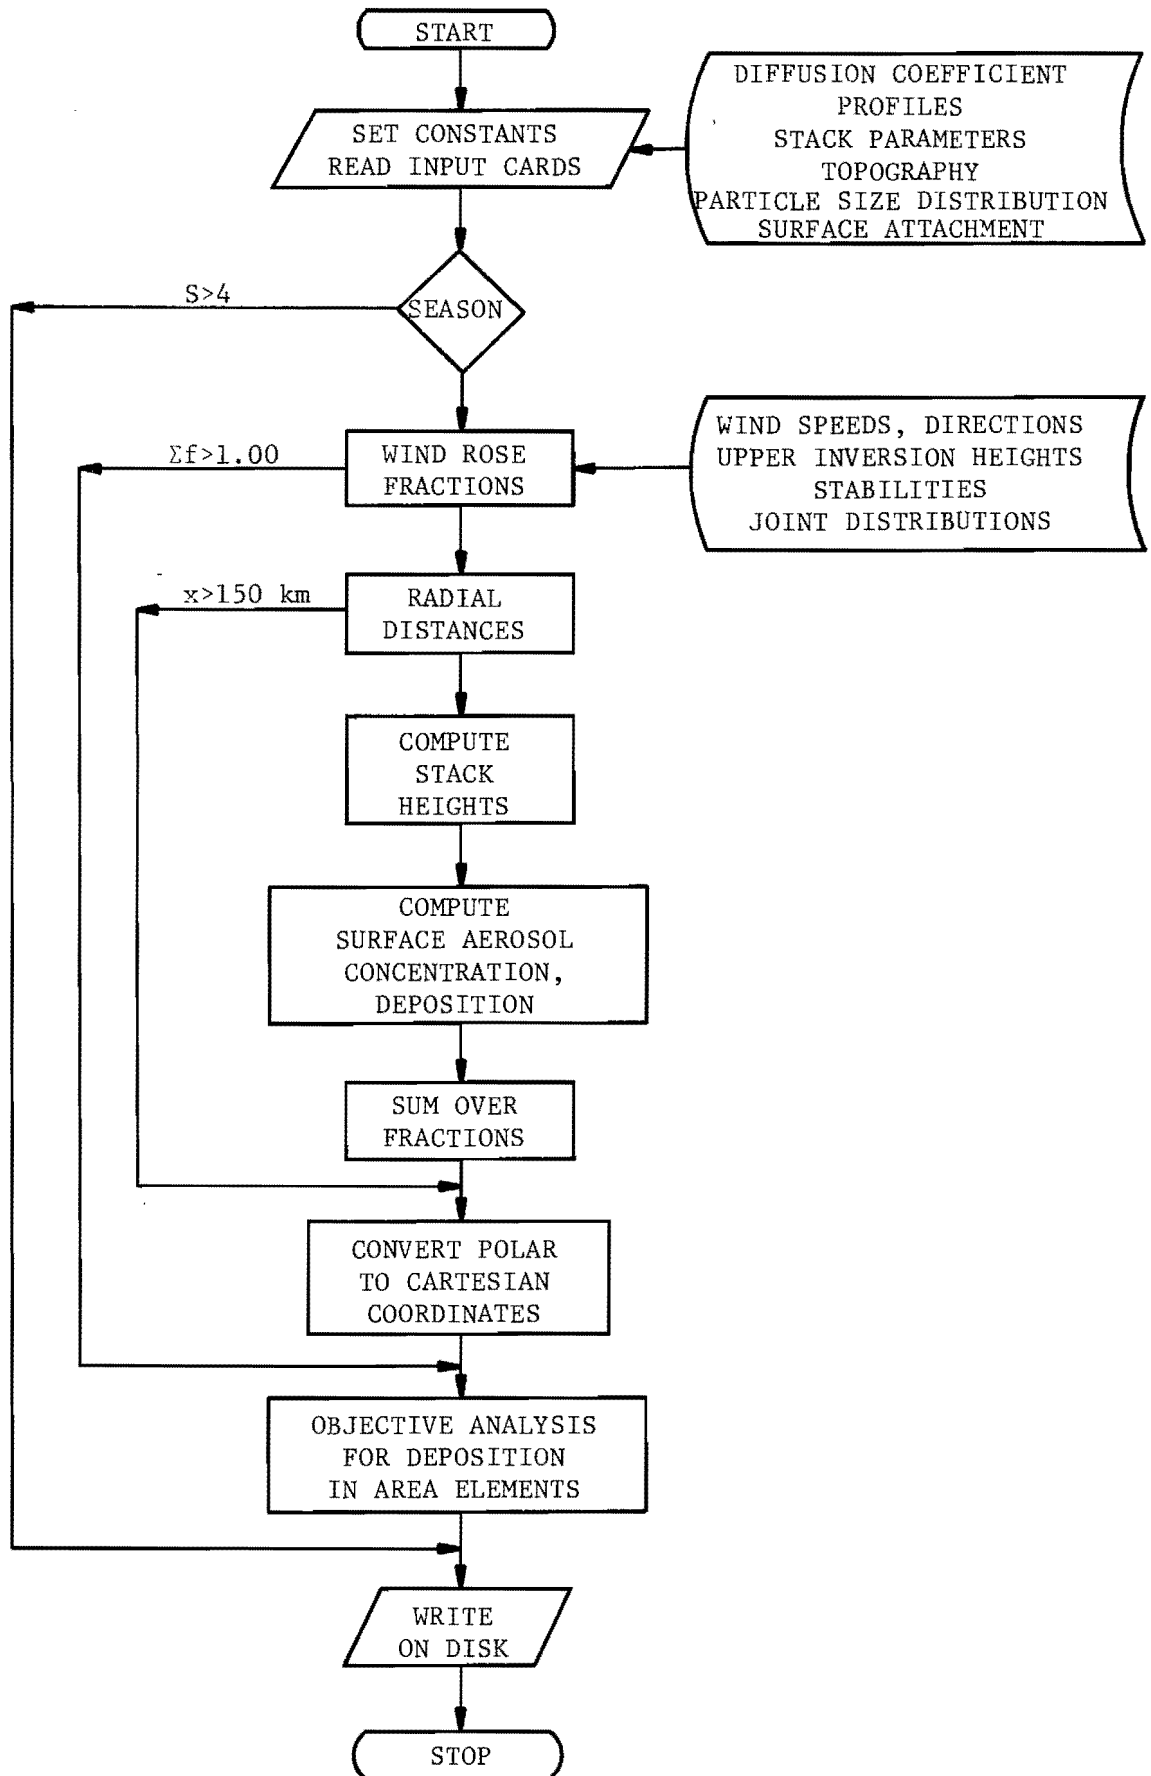 START
SET CONSTANTS
READ INPUT CARDS
DIFFUSION COEFFICIENT
PROFILES
STACK PARAMETERS
TOPOGRAPHY
PARTICLE SIZE DISTRIBUTION
SURFACE ATTACHMENT
S>4
SEASON
Σf>1.00
WIND ROSE
FRACTIONS
WIND SPEEDS, DIRECTIONS
UPPER INVERSION HEIGHTS
STABILITIES
JOINT DISTRIBUTIONS
x>150 km
RADIAL
DISTANCES
COMPUTE
STACK
HEIGHTS
COMPUTE
SURFACE AEROSOL
CONCENTRATION,
DEPOSITION
SUM OVER
FRACTIONS
CONVERT POLAR
TO CARTESIAN
COORDINATES
OBJECTIVE ANALYSIS
FOR DEPOSITION
IN AREA ELEMENTS
WRITE
ON DISK
STOP